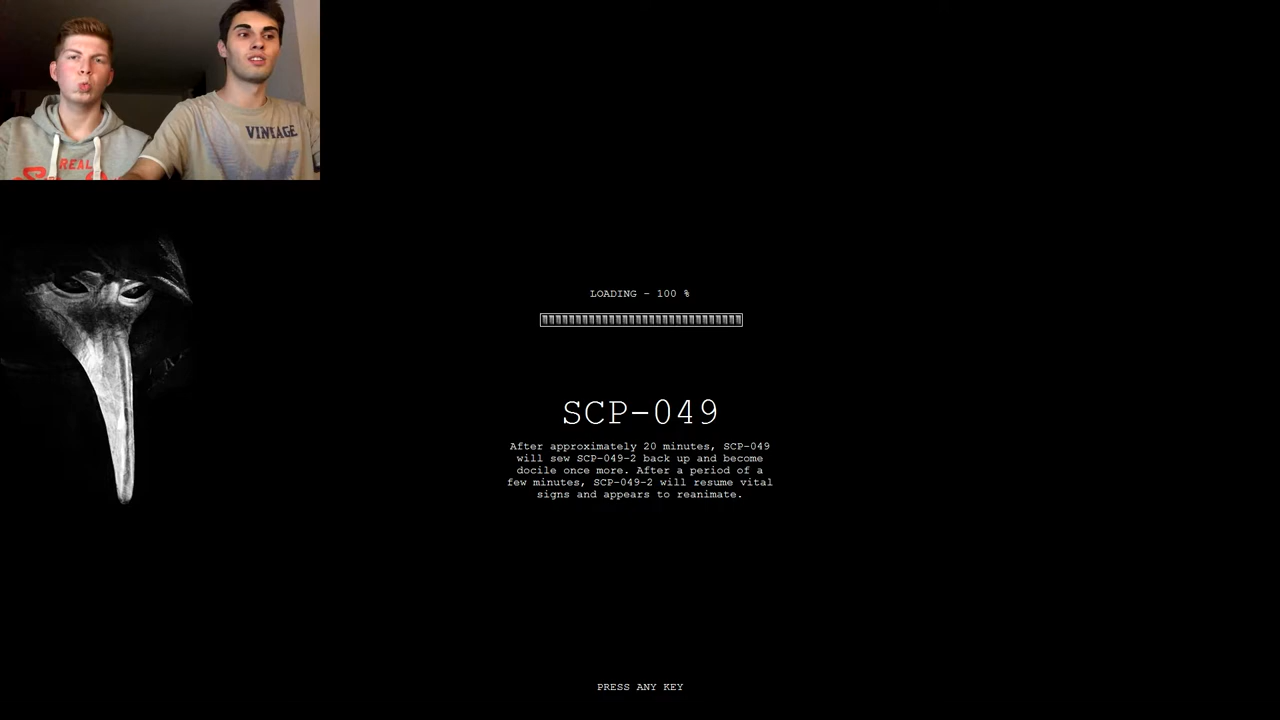 VINTAGE
REAL
LOADING - 100 %
SCP-049
After approximately 20 minutes, SCP-049
will sew SCP-049-2 back up and become
docile once more. After a period of a
few minutes, SCP-049-2 will resume vital
signs and appears to reanimate.
PRESS ANY KEY